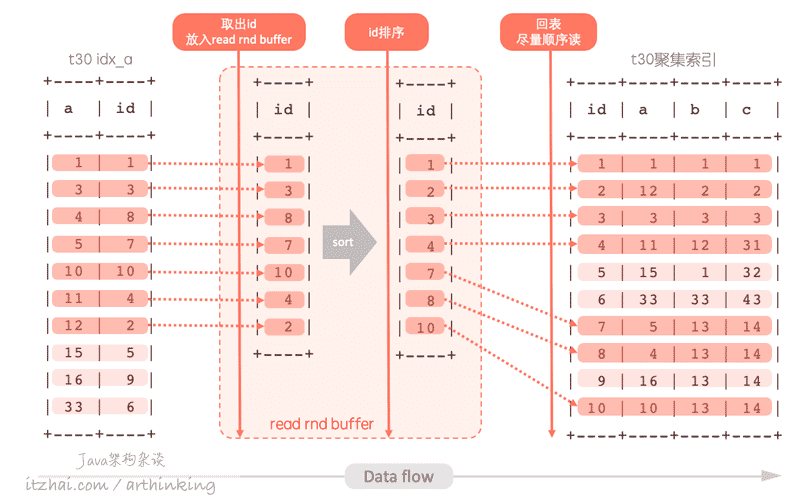 取出id
放入read rnd buffer
id排序
回表
尽量顺序读
t30 idx_a
t30聚集索引
+----+----+
| a | id |
+----+----+
| 1 | 1 |
| 3 | 3 |
| 4 | 8 |
| 5 | 7 |
| 10 | 10 |
| 11 | 4 |
| 12 | 2 |
| 15 | 5 |
| 16 | 9 |
| 33 | 6 |
+----+----+
+----+
| id |
+----+
| 1 |
| 3 |
| 8 |
| 7 |
| 10 |
| 4 |
| 2 |
+----+
sort
+----+
| id |
+----+
| 1 |
| 2 |
| 3 |
| 4 |
| 7 |
| 8 |
| 10 |
+----+
read rnd buffer
+----+----+----+----+
| id | a | b | c |
+----+----+----+----+
| 1 | 1 | 1 | 1 |
| 2 | 12 | 2 | 2 |
| 3 | 3 | 3 | 3 |
| 4 | 11 | 12 | 31 |
| 5 | 15 | 1 | 32 |
| 6 | 33 | 33 | 43 |
| 7 | 5 | 13 | 14 |
| 8 | 4 | 13 | 14 |
| 9 | 16 | 13 | 14 |
| 10 | 10 | 13 | 14 |
+----+----+----+----+
Java架构杂谈
itzhai.com / arthinking
Data flow